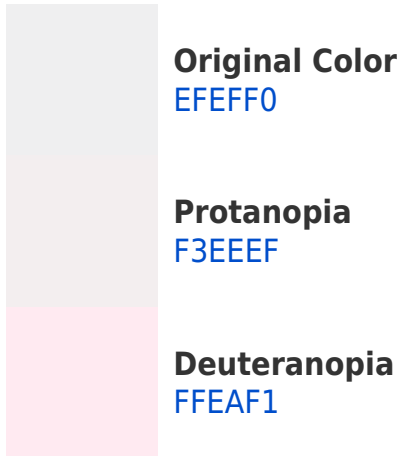 Original Color
EFEFF0
Protanopia
F3EEEF
Deuteranopia
FFEAF1